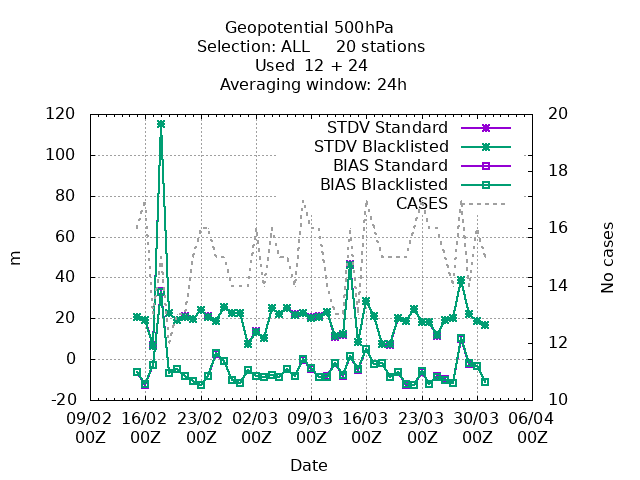 Geopotential 500hPa
Selection: ALL 20 stations
Used 12 + 24
Averaging window: 24h
120 20
STDV Standard
STDV Blacklisted
100
BIAS Standard
18
BIAS Blacklisted
80
CASES
60 16
m
No cases
40 14
20
12
0
-20 10
09/02 16/02 23/02 02/03 09/03 16/03 23/03 30/03 06/04
00Z 00Z 00Z 00Z 00Z 00Z 00Z 00Z 00Z
Date